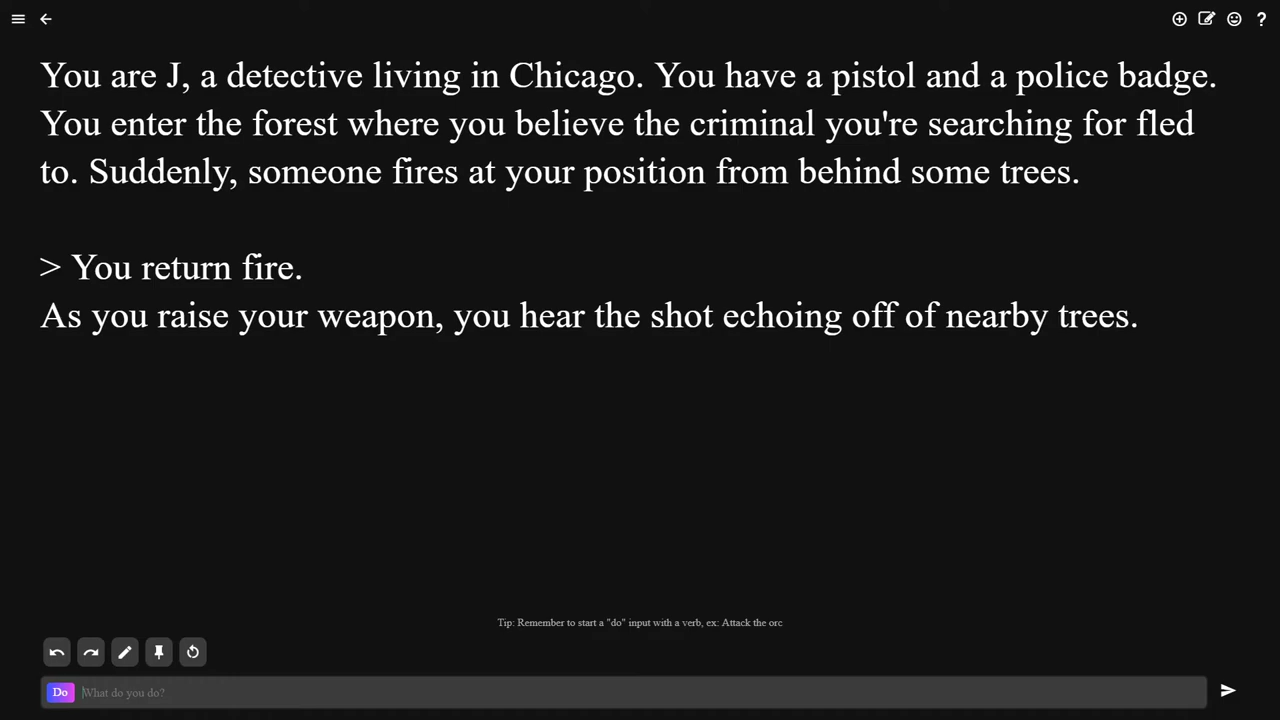 You are J, a detective living in Chicago. You have a pistol and a police badge.
You enter the forest where you believe the criminal you're searching for fled
to. Suddenly, someone fires at your position from behind some trees.
> You return fire.
As you raise your weapon, you hear the shot echoing off of nearby trees.
Tip: Remember to start a "do" input with a verb, ex: Attack the orc
Do What do you do?